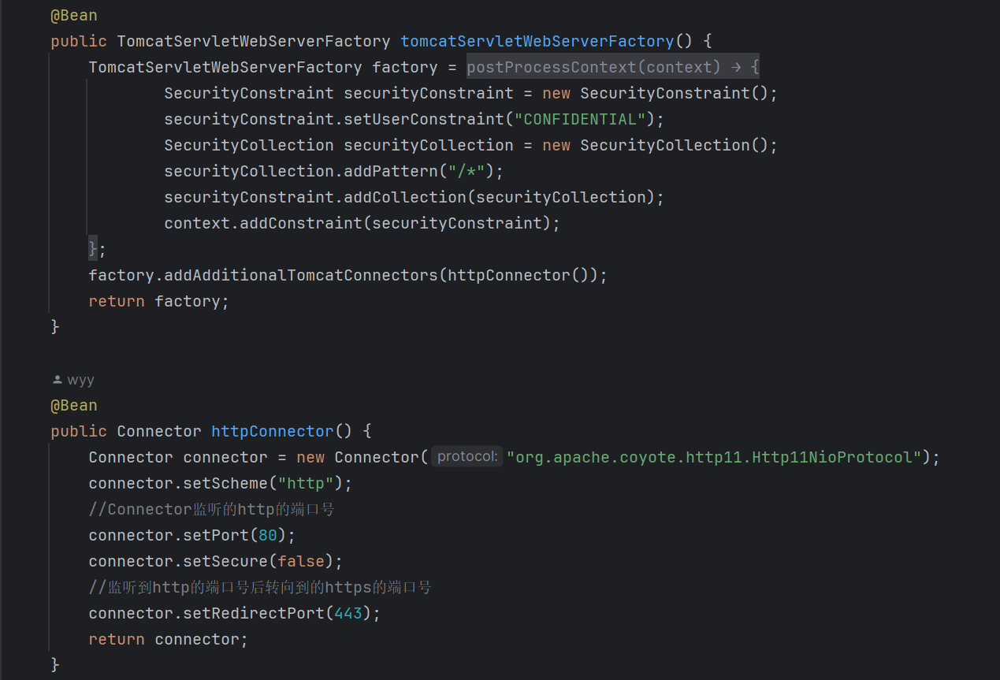 @Bean
public TomcatServletWebServerFactory tomcatServletWebServerFactory() {
    TomcatServletWebServerFactory factory = postProcessContext(context) → {
            SecurityConstraint securityConstraint = new SecurityConstraint();
            securityConstraint.setUserConstraint("CONFIDENTIAL");
            SecurityCollection securityCollection = new SecurityCollection();
            securityCollection.addPattern("/*");
            securityConstraint.addCollection(securityCollection);
            context.addConstraint(securityConstraint);
    };
    factory.addAdditionalTomcatConnectors(httpConnector());
    return factory;
}
wyy
@Bean
public Connector httpConnector() {
    Connector connector = new Connector( protocol: "org.apache.coyote.http11.Http11NioProtocol");
    connector.setScheme("http");
    //Connector监听的http的端口号
    connector.setPort(80);
    connector.setSecure(false);
    //监听到http的端口号后转向到的https的端口号
    connector.setRedirectPort(443);
    return connector;
}